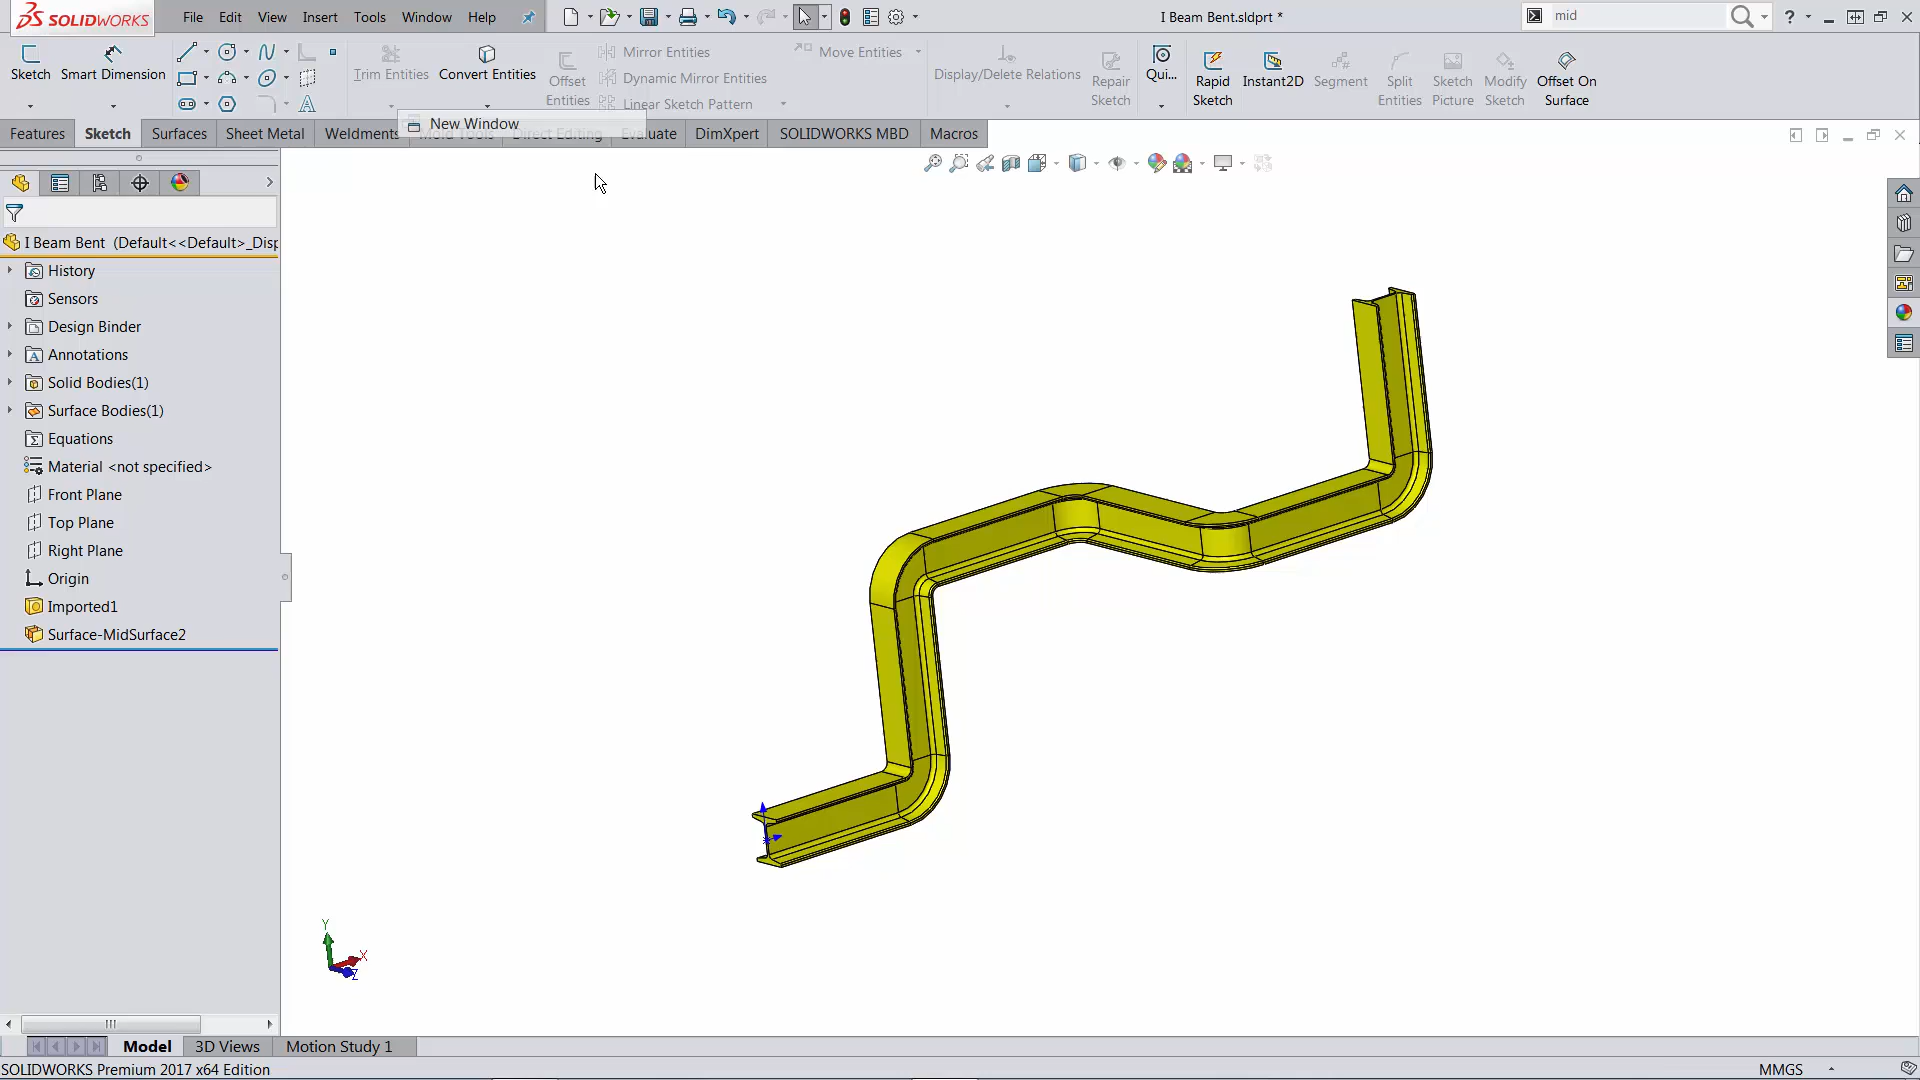 SOLIDWORKS File Edit View Insert Tools Window Help I Beam Bent.sldprt * mid ?
Sketch Smart Dimension Trim Entities Convert Entities Offset Entities Mirror Entities Move Entities Display/Delete Relations Repair Sketch Qui... Rapid Sketch Instant2D Segment Split Entities Sketch Picture Modify Sketch Offset On Surface
Dynamic Mirror Entities
Linear Sketch Pattern
New Window
Features Sketch Surfaces Sheet Metal Weldments Mold Tools Direct Editing Evaluate DimXpert SOLIDWORKS MBD Macros
I Beam Bent (Default<<Default>_Disp
History
Sensors
Design Binder
Annotations
Solid Bodies(1)
Surface Bodies(1)
Equations
Material <not specified>
Front Plane
Top Plane
Right Plane
Origin
Imported1
Surface-MidSurface2
Y
X
Z
Model 3D Views Motion Study 1
SOLIDWORKS Premium 2017 x64 Edition MMGS